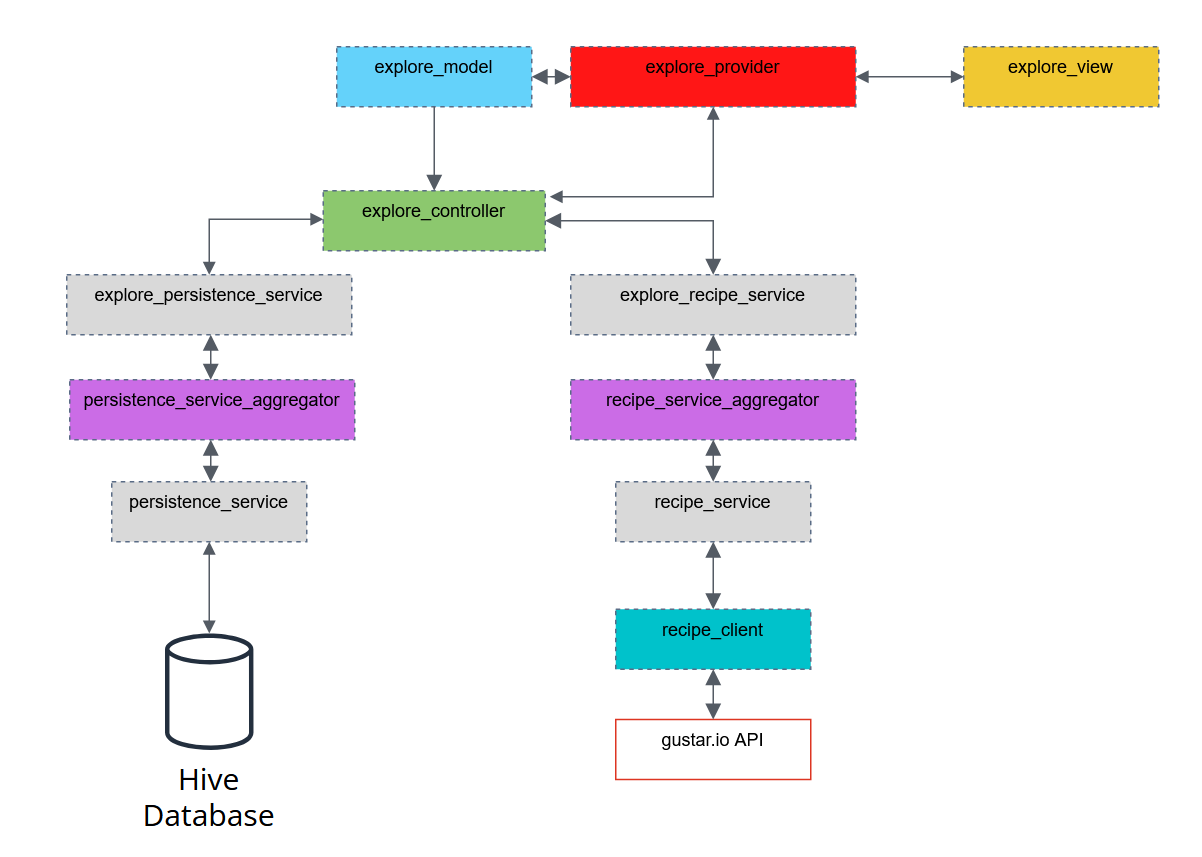 explore_model
explore_provider
explore_view
explore_controller
explore_persistence_service
explore_recipe_service
persistence_service_aggregator
recipe_service_aggregator
persistence_service
recipe_service
recipe_client
gustar.io API
Hive
Database